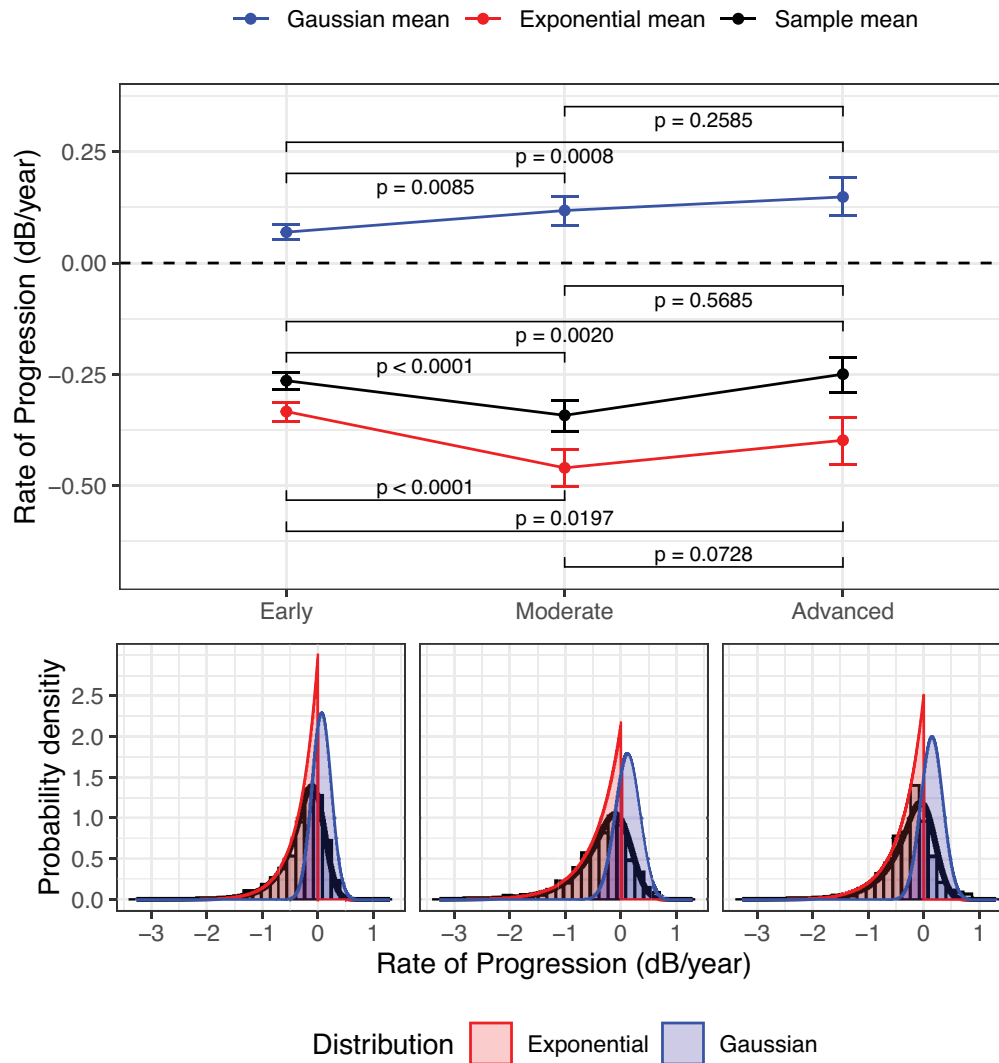 Gaussian mean Exponential mean Sample mean
Rate of Progression (dB/year)
0.25
0.00
−0.25
−0.50
p = 0.2585
p = 0.0008
p = 0.0085
p = 0.5685
p = 0.0020
p < 0.0001
p < 0.0001
p = 0.0197
p = 0.0728
Early Moderate Advanced
Probability densitiy
2.5
2.0
1.5
1.0
0.5
0.0
−3 −2 −1 0 1 −3 −2 −1 0 1 −3 −2 −1 0 1
Rate of Progression (dB/year)
Distribution Exponential Gaussian